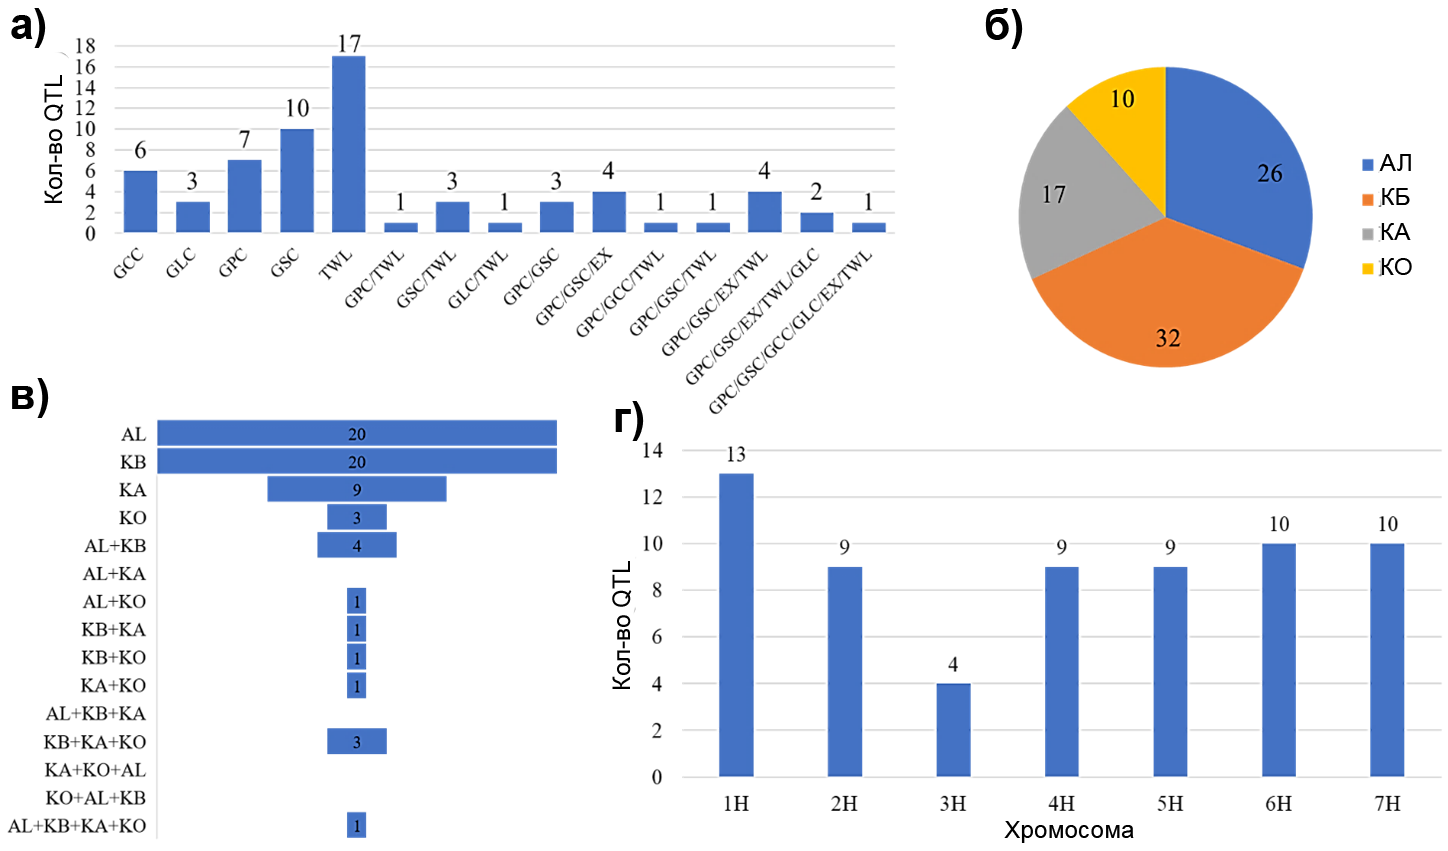 а)
Кол-во QTL
18
16
14
12
10
8
6
4
2
0
6
3
7
10
17
1
3
1
3
4
1
1
4
2
1
GCC
GLC
GPC
GSC
TWL
GPC/TWL
GSC/TWL
GLC/TWL
GPC/GSC
GPC/GSC/EX
GPC/GCC/TWL
GPC/GSC/TWL
GPC/GSC/EX/TWL
GPC/GSC/EX/TWL/GLC
GPC/GSC/GCC/GLC/EX/TWL
б)
10
26
17
32
АЛ
КБ
КА
КО
в)
AL 20
KB 20
KA 9
KO 3
AL+KB 4
AL+KA
AL+KO 1
KB+KA 1
KB+KO 1
KA+KO 1
AL+KB+KA
KB+KA+KO 3
KA+KO+AL
KO+AL+KB
AL+KB+KA+KO 1
г)
Кол-во QTL
14
12
10
8
6
4
2
0
13
9
4
9
9
10
10
1H 2H 3H 4H 5H 6H 7H
Хромосома